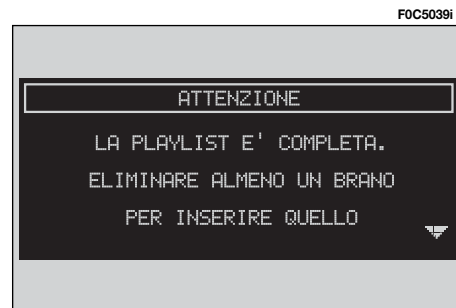 F0C5039i
ATTENZIONE
LA PLAYLIST E' COMPLETA.
ELIMINARE ALMENO UN BRANO
PER INSERIRE QUELLO